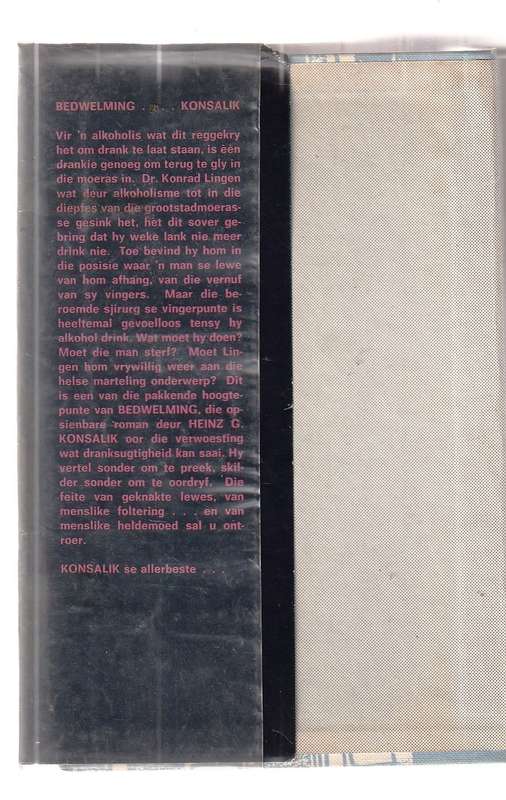 BEDWELMING . . . . KONSALIK
Vir 'n alkoholis wat dit reggekry
het om drank te laat staan, is één
drankie genoeg om terug te gly in
die moeras in. Dr. Konrad Lingen
wat deur alkoholisme tot in die
dieptes van die grootstadmoeras-
se gesink het, het dit sover ge-
bring dat hy weke lank nie meer
drink nie. Toe bevind hy hom in
die posisie waar 'n man se lewe
van hom afhang, van die vernuf
van sy vingers. Maar die be-
roemde sjirurg se vingerpunte is
heeltemal gevoelloos tensy hy
alkohol drink. Wat moet hy doen?
Moet die man sterf? Moet Lin-
gen hom vrywillig weer aan die
helse marteling onderwerp? Dit
is een van die pakkende hoogte-
punte van BEDWELMING, die op-
sienbare roman deur HEINZ G.
KONSALIK oor die verwoesting
wat dranksugtigheid kan saai. Hy
vertel sonder om te preek, skil-
der sonder om te oordryf. Die
feite van geknakte lewes, van
menslike foltering . . . en van
menslike heldemoed sal u ont-
roer.
KONSALIK se allerbeste . . .